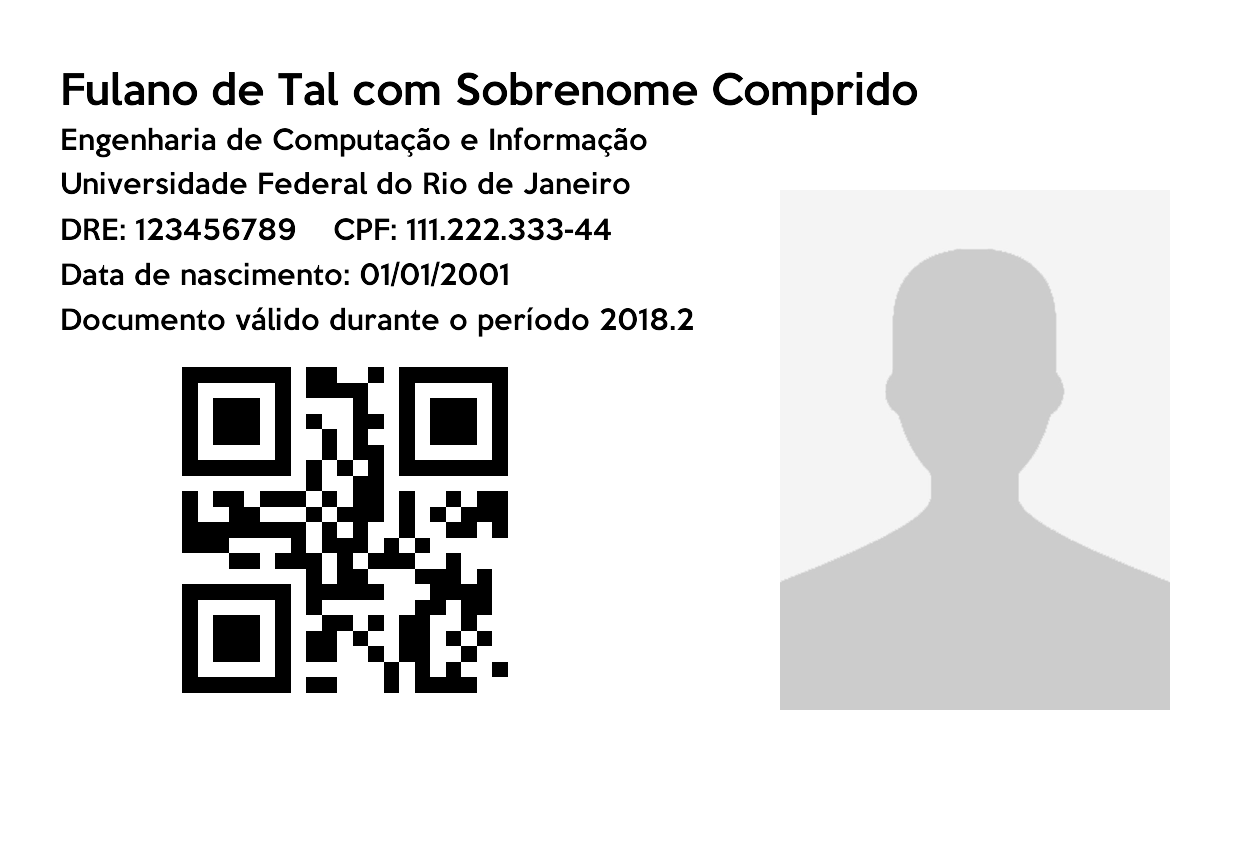 Fulano de Tal com Sobrenome Comprido
Engenharia de Computação e Informação
Universidade Federal do Rio de Janeiro
DRE: 123456789 CPF: 111.222.333-44
Data de nascimento: 01/01/2001
Documento válido durante o período 2018.2